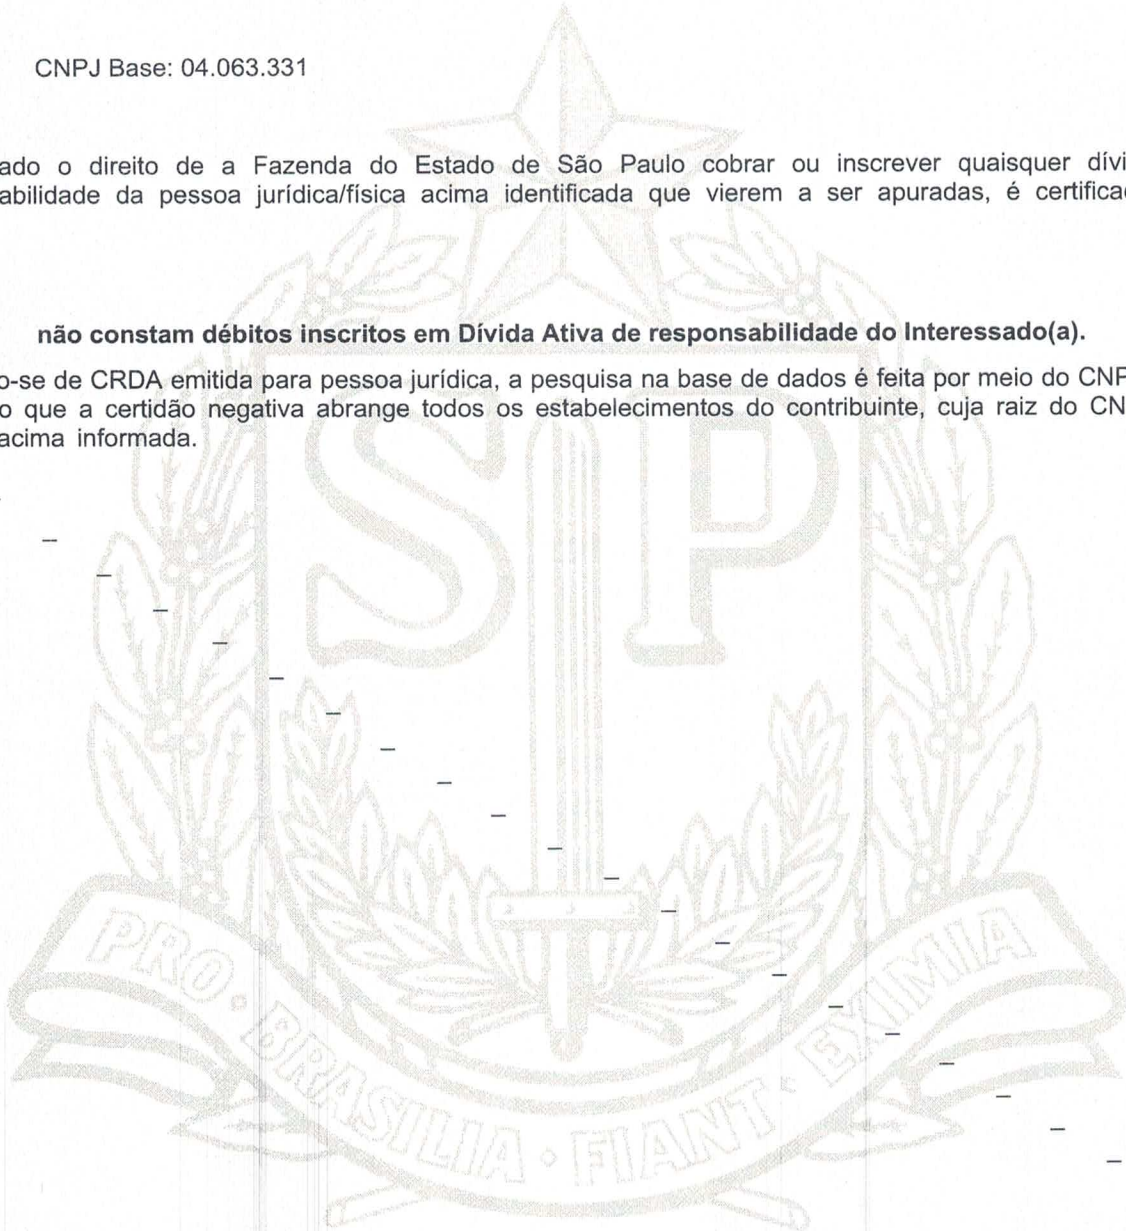 CNPJ Base: 04.063.331
ado o direito de a Fazenda do Estado de São Paulo cobrar ou inscrever quaisquer dívi
abilidade da pessoa jurídica/física acima identificada que vierem a ser apuradas, é certificad
não constam débitos inscritos em Dívida Ativa de responsabilidade do Interessado(a).
o-se de CRDA emitida para pessoa jurídica, a pesquisa na base de dados é feita por meio do CNP
o que a certidão negativa abrange todos os estabelecimentos do contribuinte, cuja raiz do CN
acima informada.
SP
PRO · BRASILIA · FIANT · EXIMIA